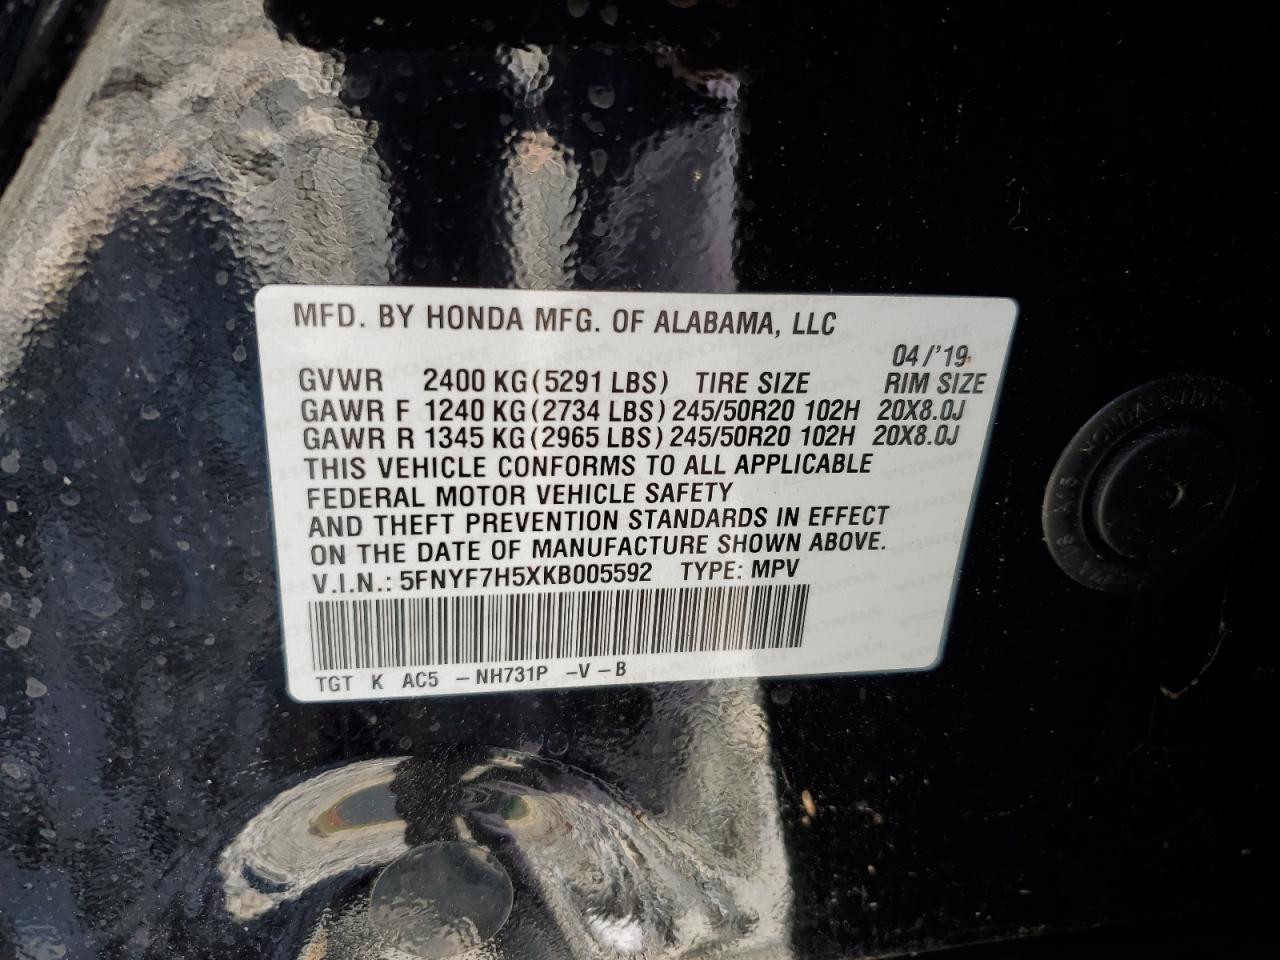 MFD. BY HONDA MFG. OF ALABAMA, LLC
04/'19
GVWR 2400 KG(5291 LBS) TIRE SIZE RIM SIZE
GAWR F 1240 KG(2734 LBS) 245/50R20 102H 20X8.0J
GAWR R 1345 KG(2965 LBS) 245/50R20 102H 20X8.0J
THIS VEHICLE CONFORMS TO ALL APPLICABLE
FEDERAL MOTOR VEHICLE SAFETY
AND THEFT PREVENTION STANDARDS IN EFFECT
ON THE DATE OF MANUFACTURE SHOWN ABOVE.
V.I.N.: 5FNYF7H5XKB005592 TYPE: MPV
TGT K AC5 -NH731P -V-B
HONDA